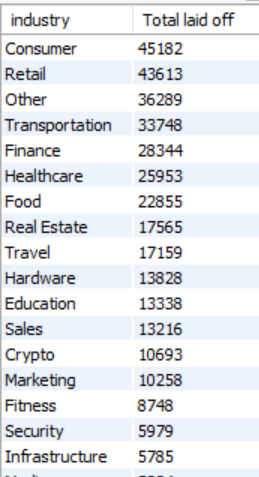 industry Total laid off
Consumer 45182
Retail 43613
Other 36289
Transportation 33748
Finance 28344
Healthcare 25953
Food 22855
Real Estate 17565
Travel 17159
Hardware 13828
Education 13338
Sales 13216
Crypto 10693
Marketing 10258
Fitness 8748
Security 5979
Infrastructure 5785